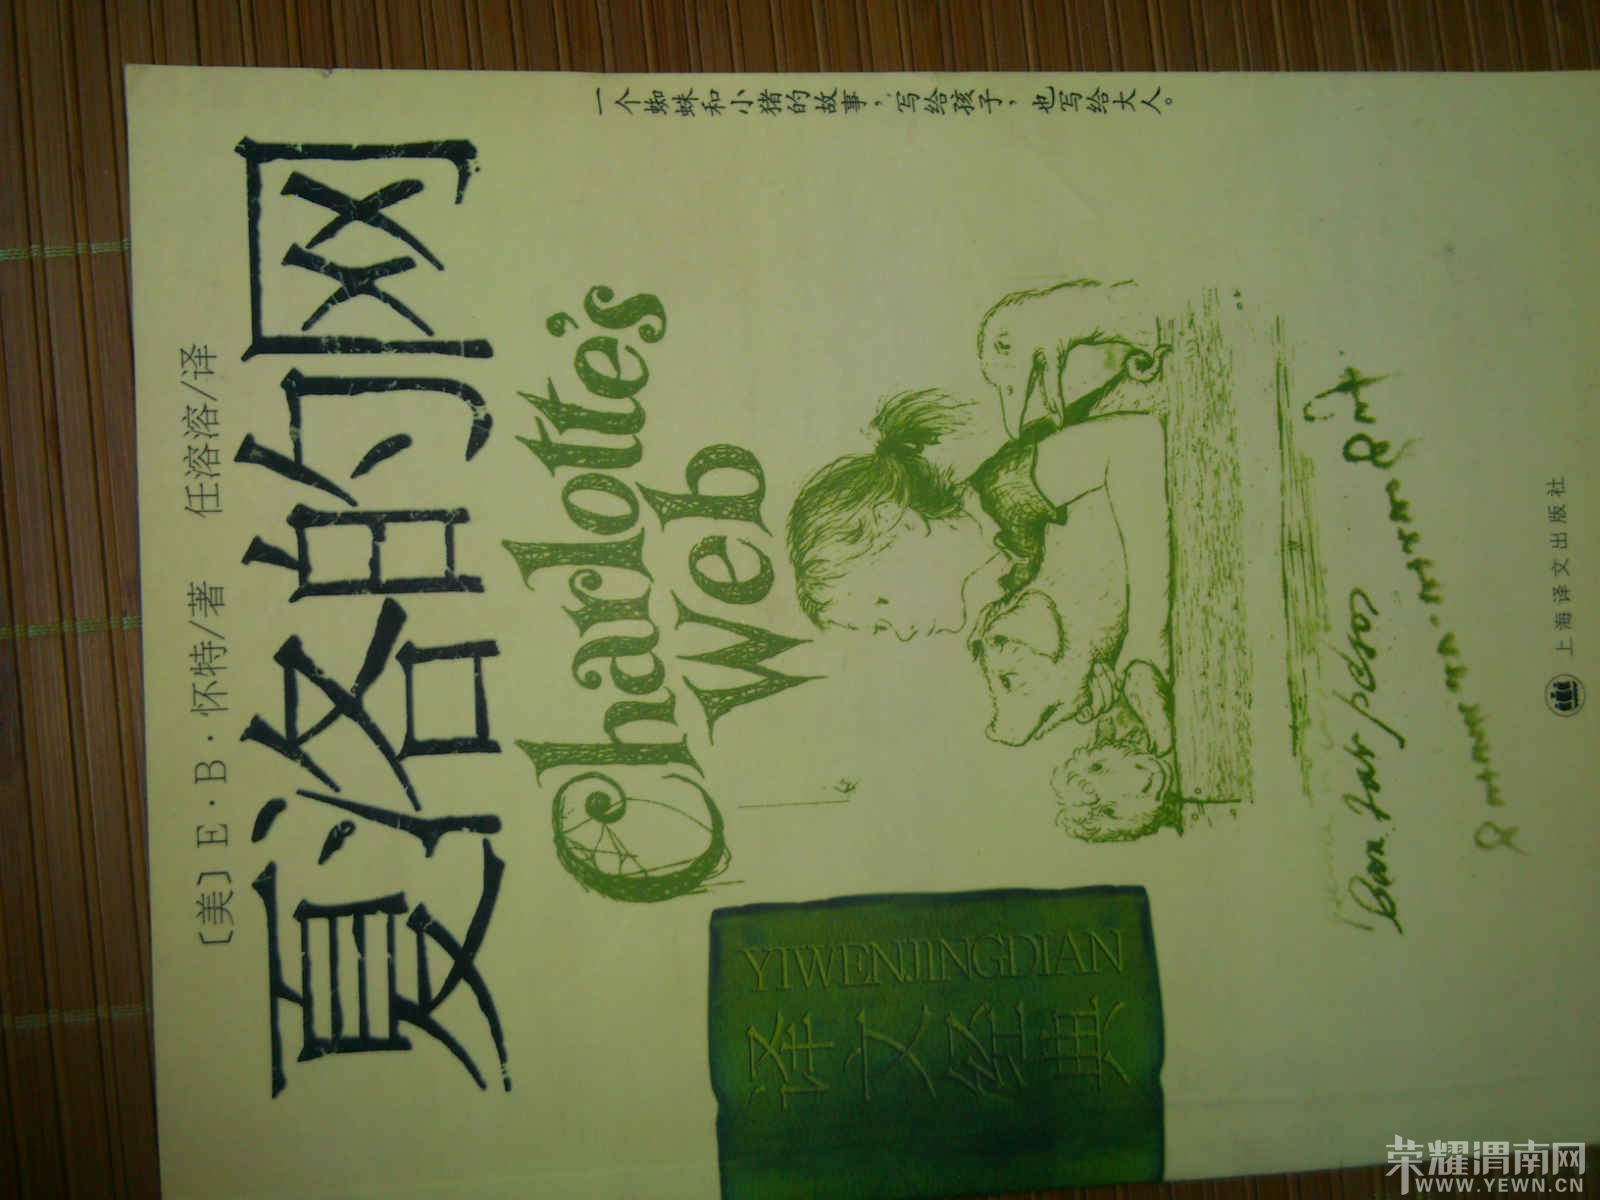 一个蜘蛛和小猪的故事，写给孩子，也写给大人。
〔美〕E·B·怀特/著 任溶溶/译
夏洛的网
Charlotte's
Web
YIWENJINGDIAN
译文经典
上海译文出版社
荣耀渭南网
WWW.YEWN.CN